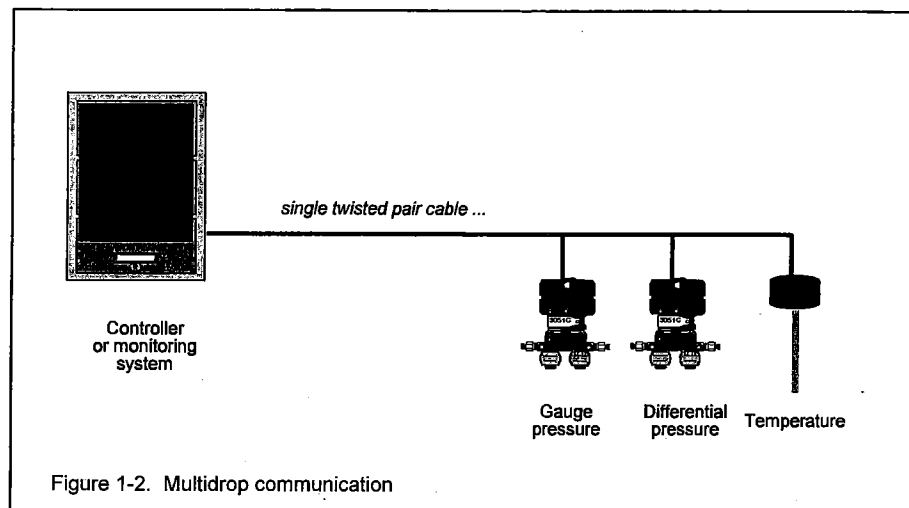 single twisted pair cable ...
3051C
3051C
Controller
or monitoring
system
Gauge
pressure
Differential
pressure
Temperature
Figure 1-2. Multidrop communication